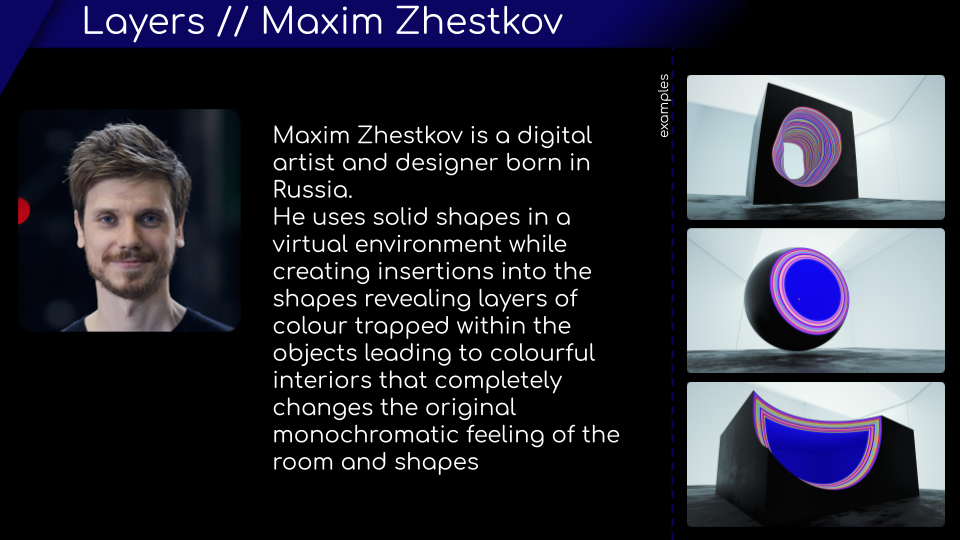 Layers // Maxim Zhestkov
Maxim Zhestkov is a digital
artist and designer born in
Russia.
He uses solid shapes in a
virtual environment while
creating insertions into the
shapes revealing layers of
colour trapped within the
objects leading to colourful
interiors that completely
changes the original
monochromatic feeling of the
room and shapes
examples